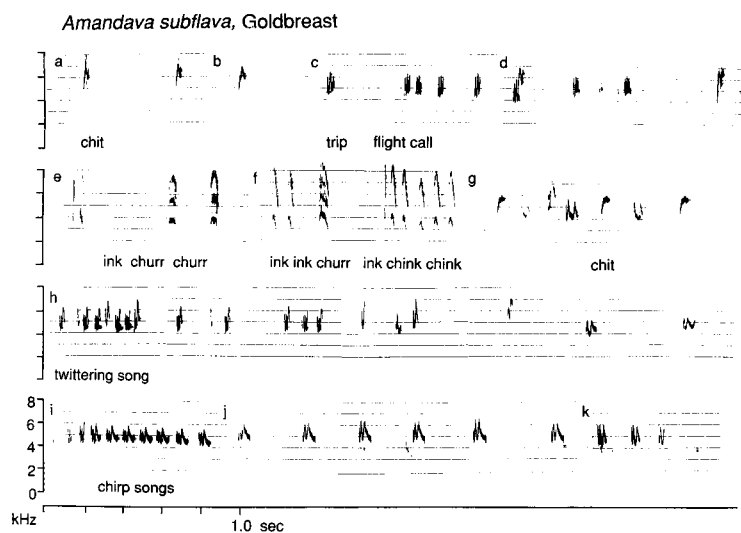 Amandava subflava, Goldbreast
a b c d
chit trip flight call
e f g
ink churr churr ink ink churr ink chink chink chit
h
twittering song
8 i j k
6
4
2
chirp songs
0
kHz 1.0 sec